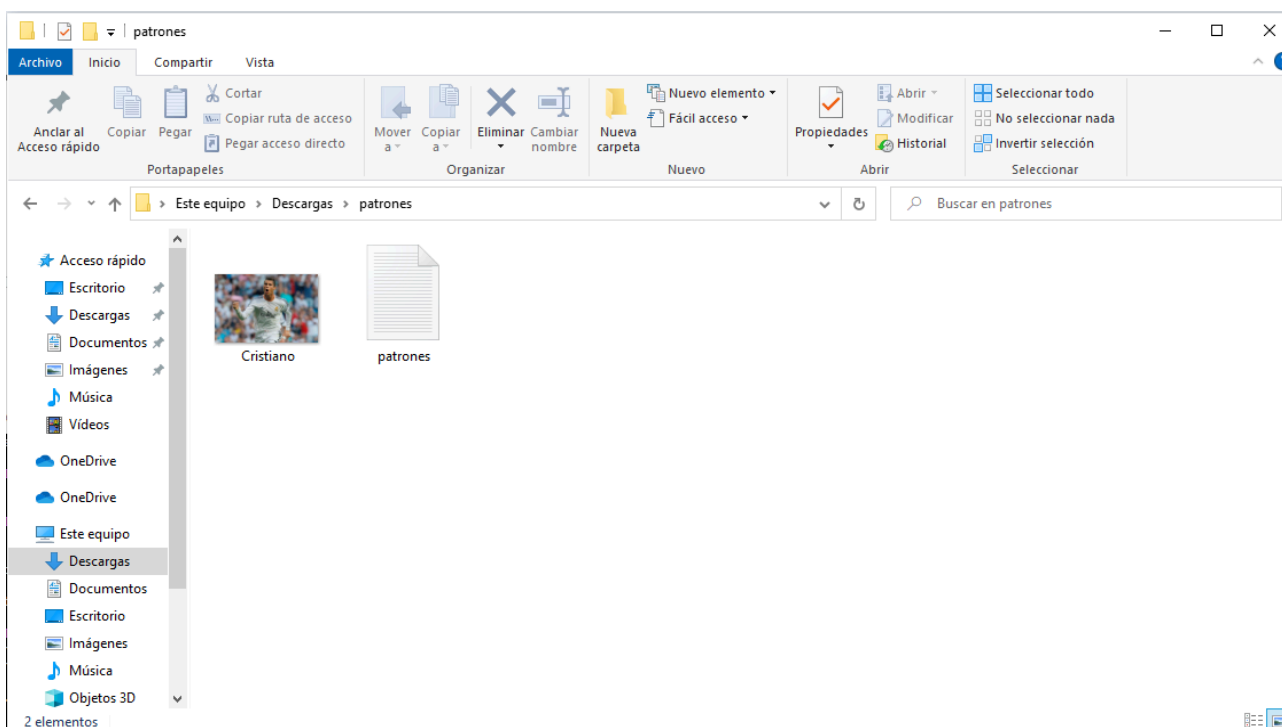 patrones
Archivo Inicio Compartir Vista
Anclar al Acceso rápido
Copiar
Pegar
Cortar
Copiar ruta de acceso
Pegar acceso directo
Portapapeles
Mover a
Copiar a
Eliminar
Cambiar nombre
Organizar
Nueva carpeta
Nuevo elemento
Fácil acceso
Nuevo
Propiedades
Abrir
Modificar
Historial
Abrir
Seleccionar todo
No seleccionar nada
Invertir selección
Seleccionar
Este equipo > Descargas > patrones
Buscar en patrones
Acceso rápido
Escritorio
Descargas
Documentos
Imágenes
Música
Vídeos
OneDrive
OneDrive
Este equipo
Descargas
Documentos
Escritorio
Imágenes
Música
Objetos 3D
Cristiano
patrones
2 elementos